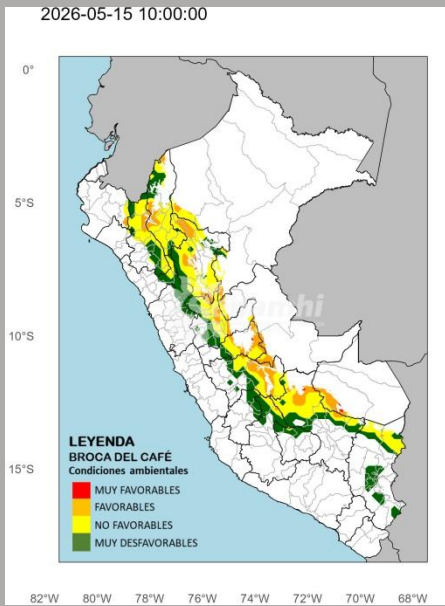 2026-05-15 10:00:00
0°
5°S
10°S
15°S
senamhi
LEYENDA
BROCA DEL CAFÉ
Condiciones ambientales
MUY FAVORABLES
FAVORABLES
NO FAVORABLES
MUY DESFAVORABLES
82°W 80°W 78°W 76°W 74°W 72°W 70°W 68°W